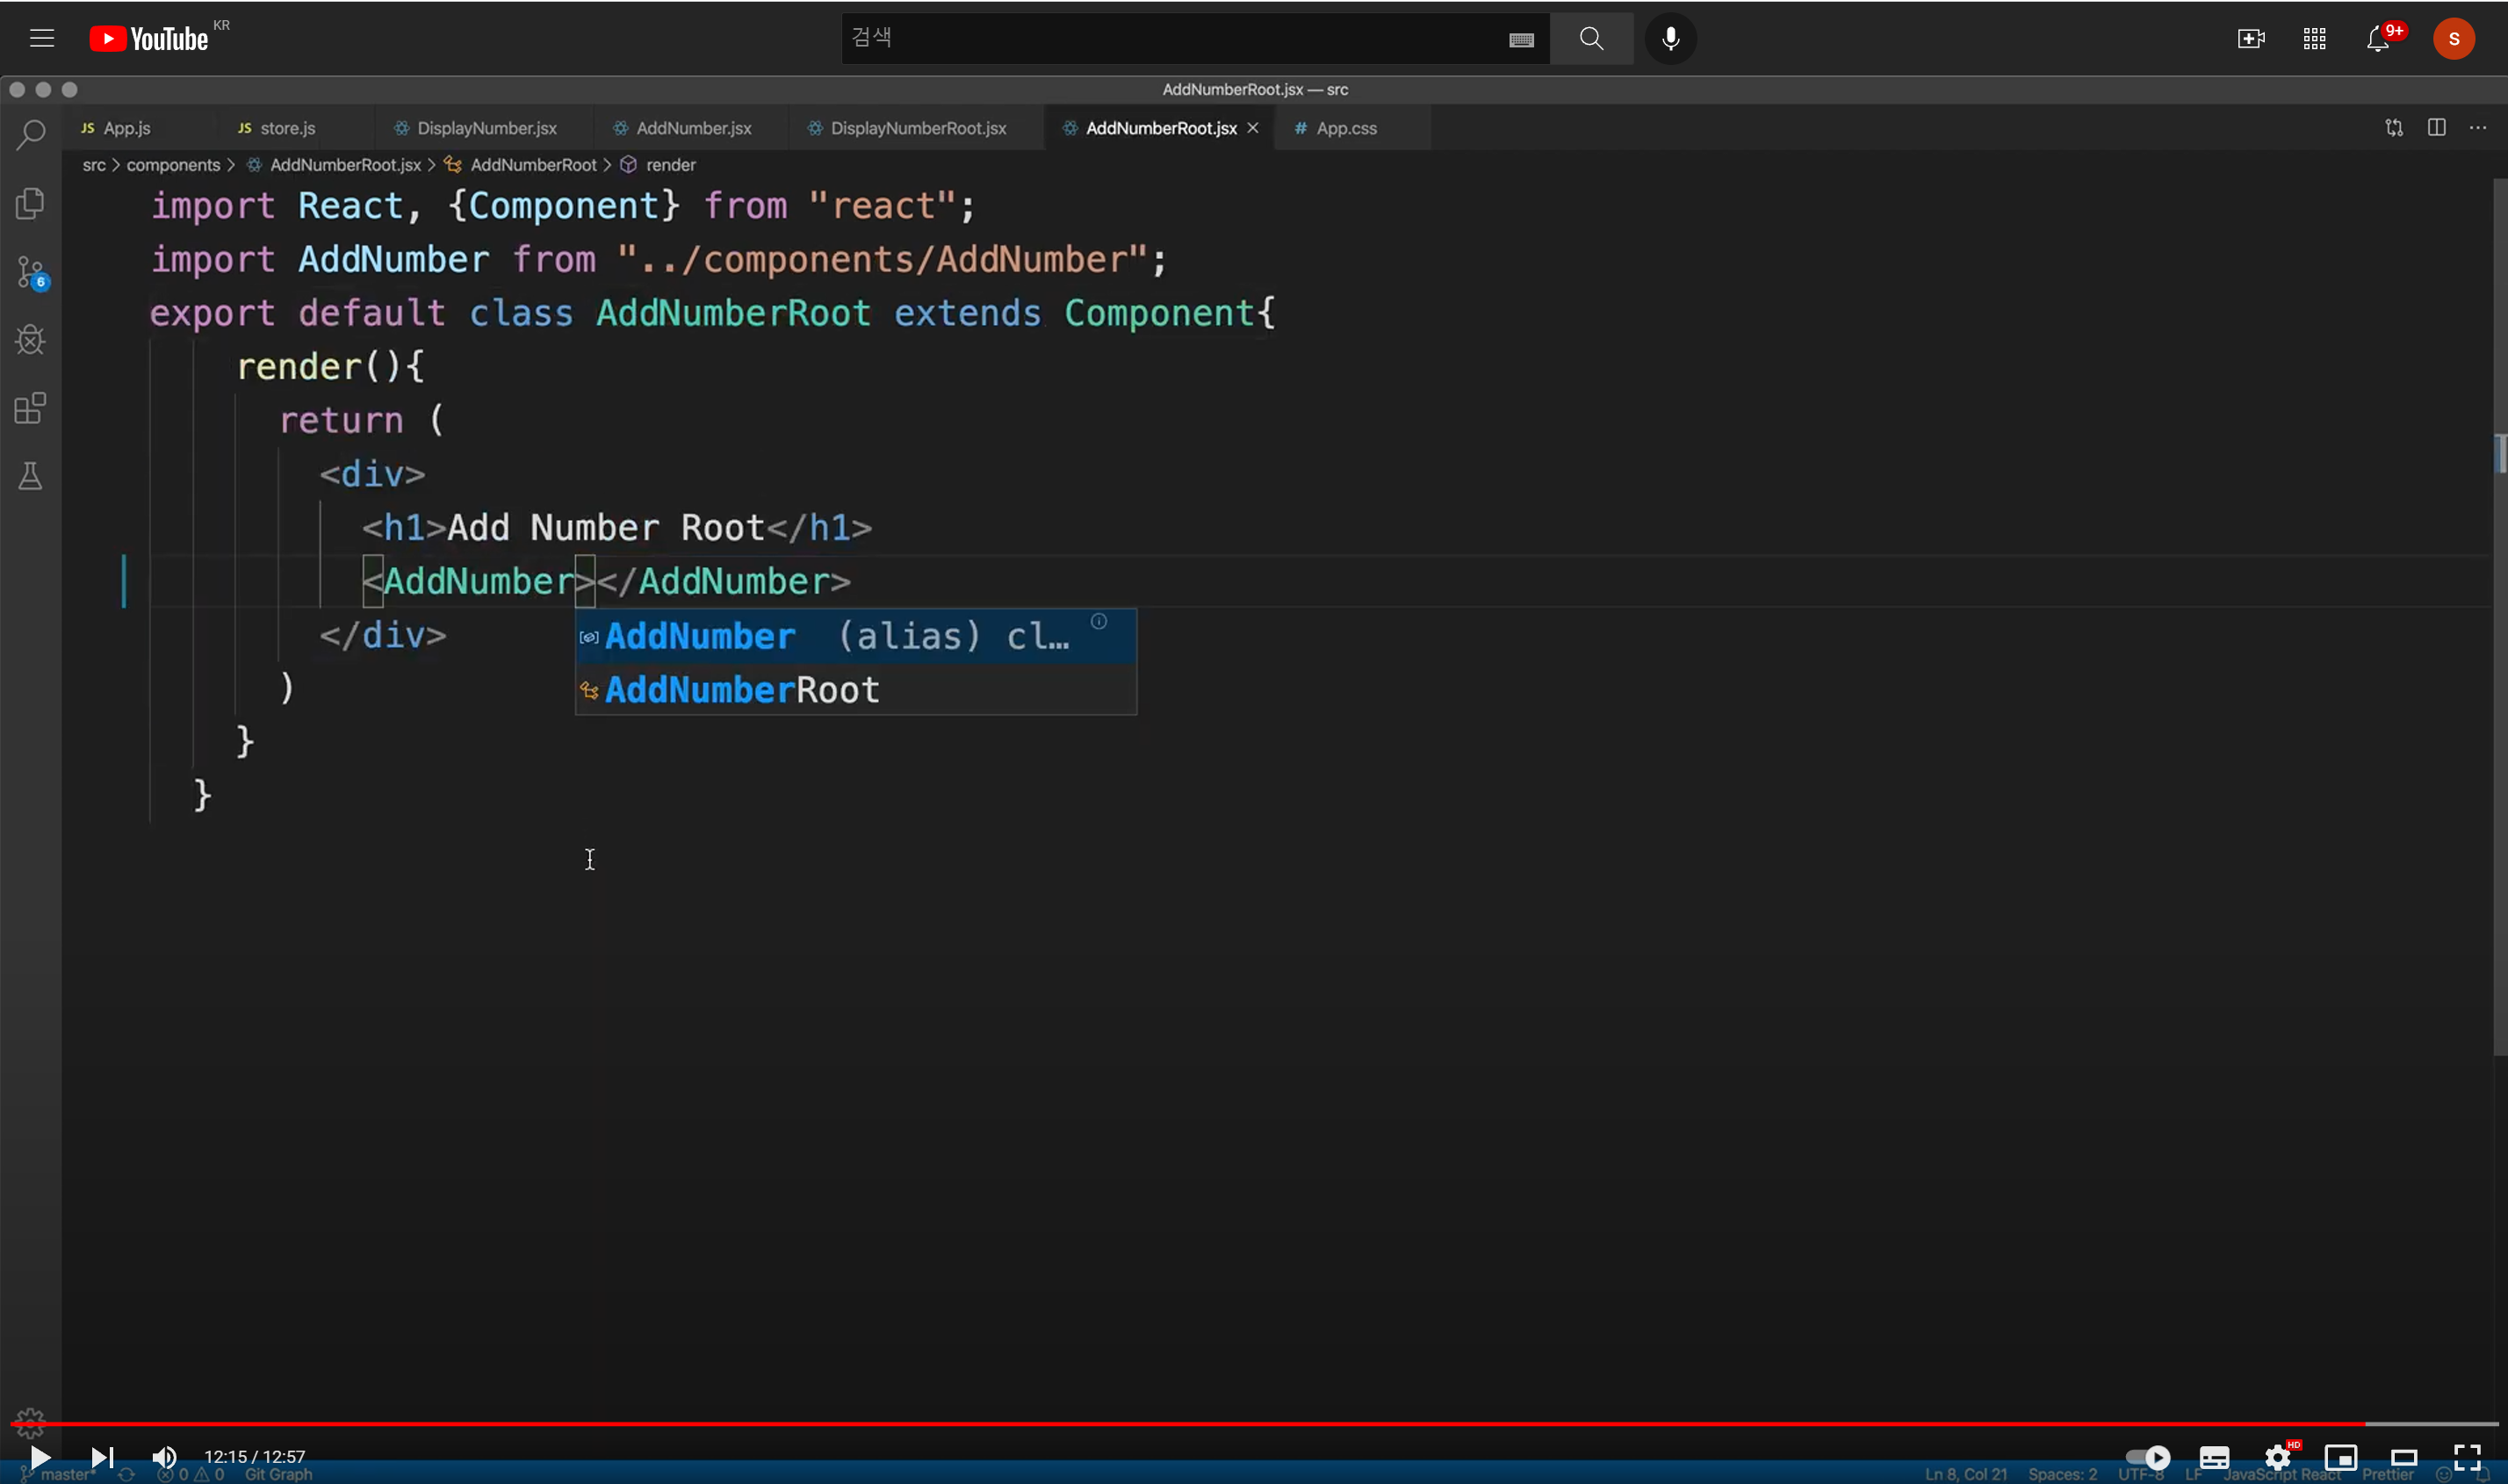 YouTube KR
검색
9+
S
AddNumberRoot.jsx — src
JS App.js
JS store.js
DisplayNumber.jsx
AddNumber.jsx
DisplayNumberRoot.jsx
AddNumberRoot.jsx
# App.css
src > components > AddNumberRoot.jsx > AddNumberRoot > render
import React, {Component} from "react";
import AddNumber from "../components/AddNumber";
export default class AddNumberRoot extends Component{
render(){
return (
<div>
<h1>Add Number Root</h1>
<AddNumber></AddNumber>
AddNumber (alias) cl…
</div>
AddNumberRoot
)
}
}
6
12:15 / 12:57
HD
master* 0 0 Git Graph
Ln 8, Col 21 Spaces: 2 UTF-8 LF JavaScript React Prettier